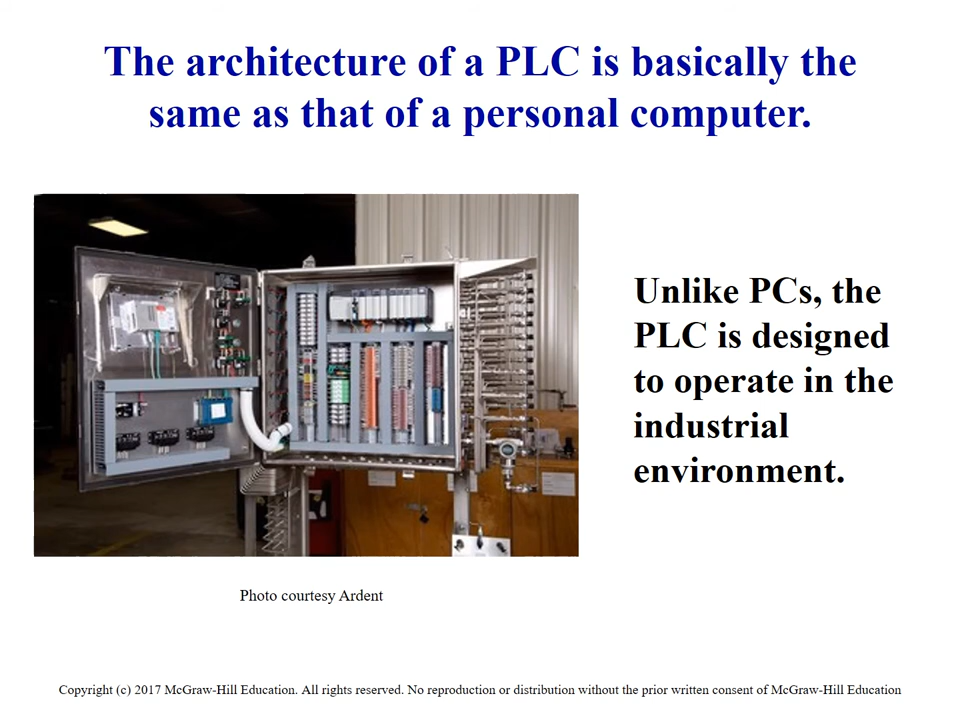 The architecture of a PLC is basically the
same as that of a personal computer.
Unlike PCs, the
PLC is designed
to operate in the
industrial
environment.
Photo courtesy Ardent
Copyright (c) 2017 McGraw-Hill Education. All rights reserved. No reproduction or distribution without the prior written consent of McGraw-Hill Education